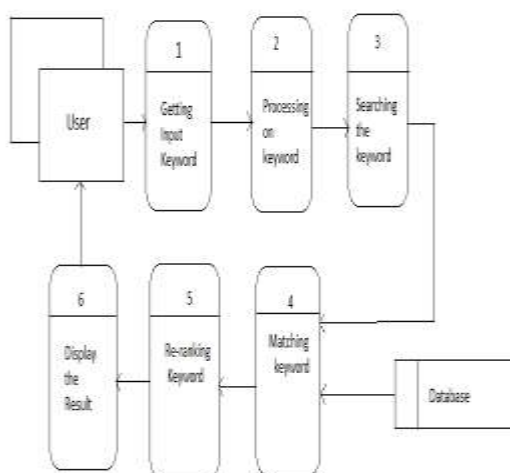 User
1
Getting
Input
Keyword
2
Processing
on
keyword
3
Searching
the
keyword
4
Matching
keyword
Database
5
Re-ranking
Keyword
6
Display
the
Result